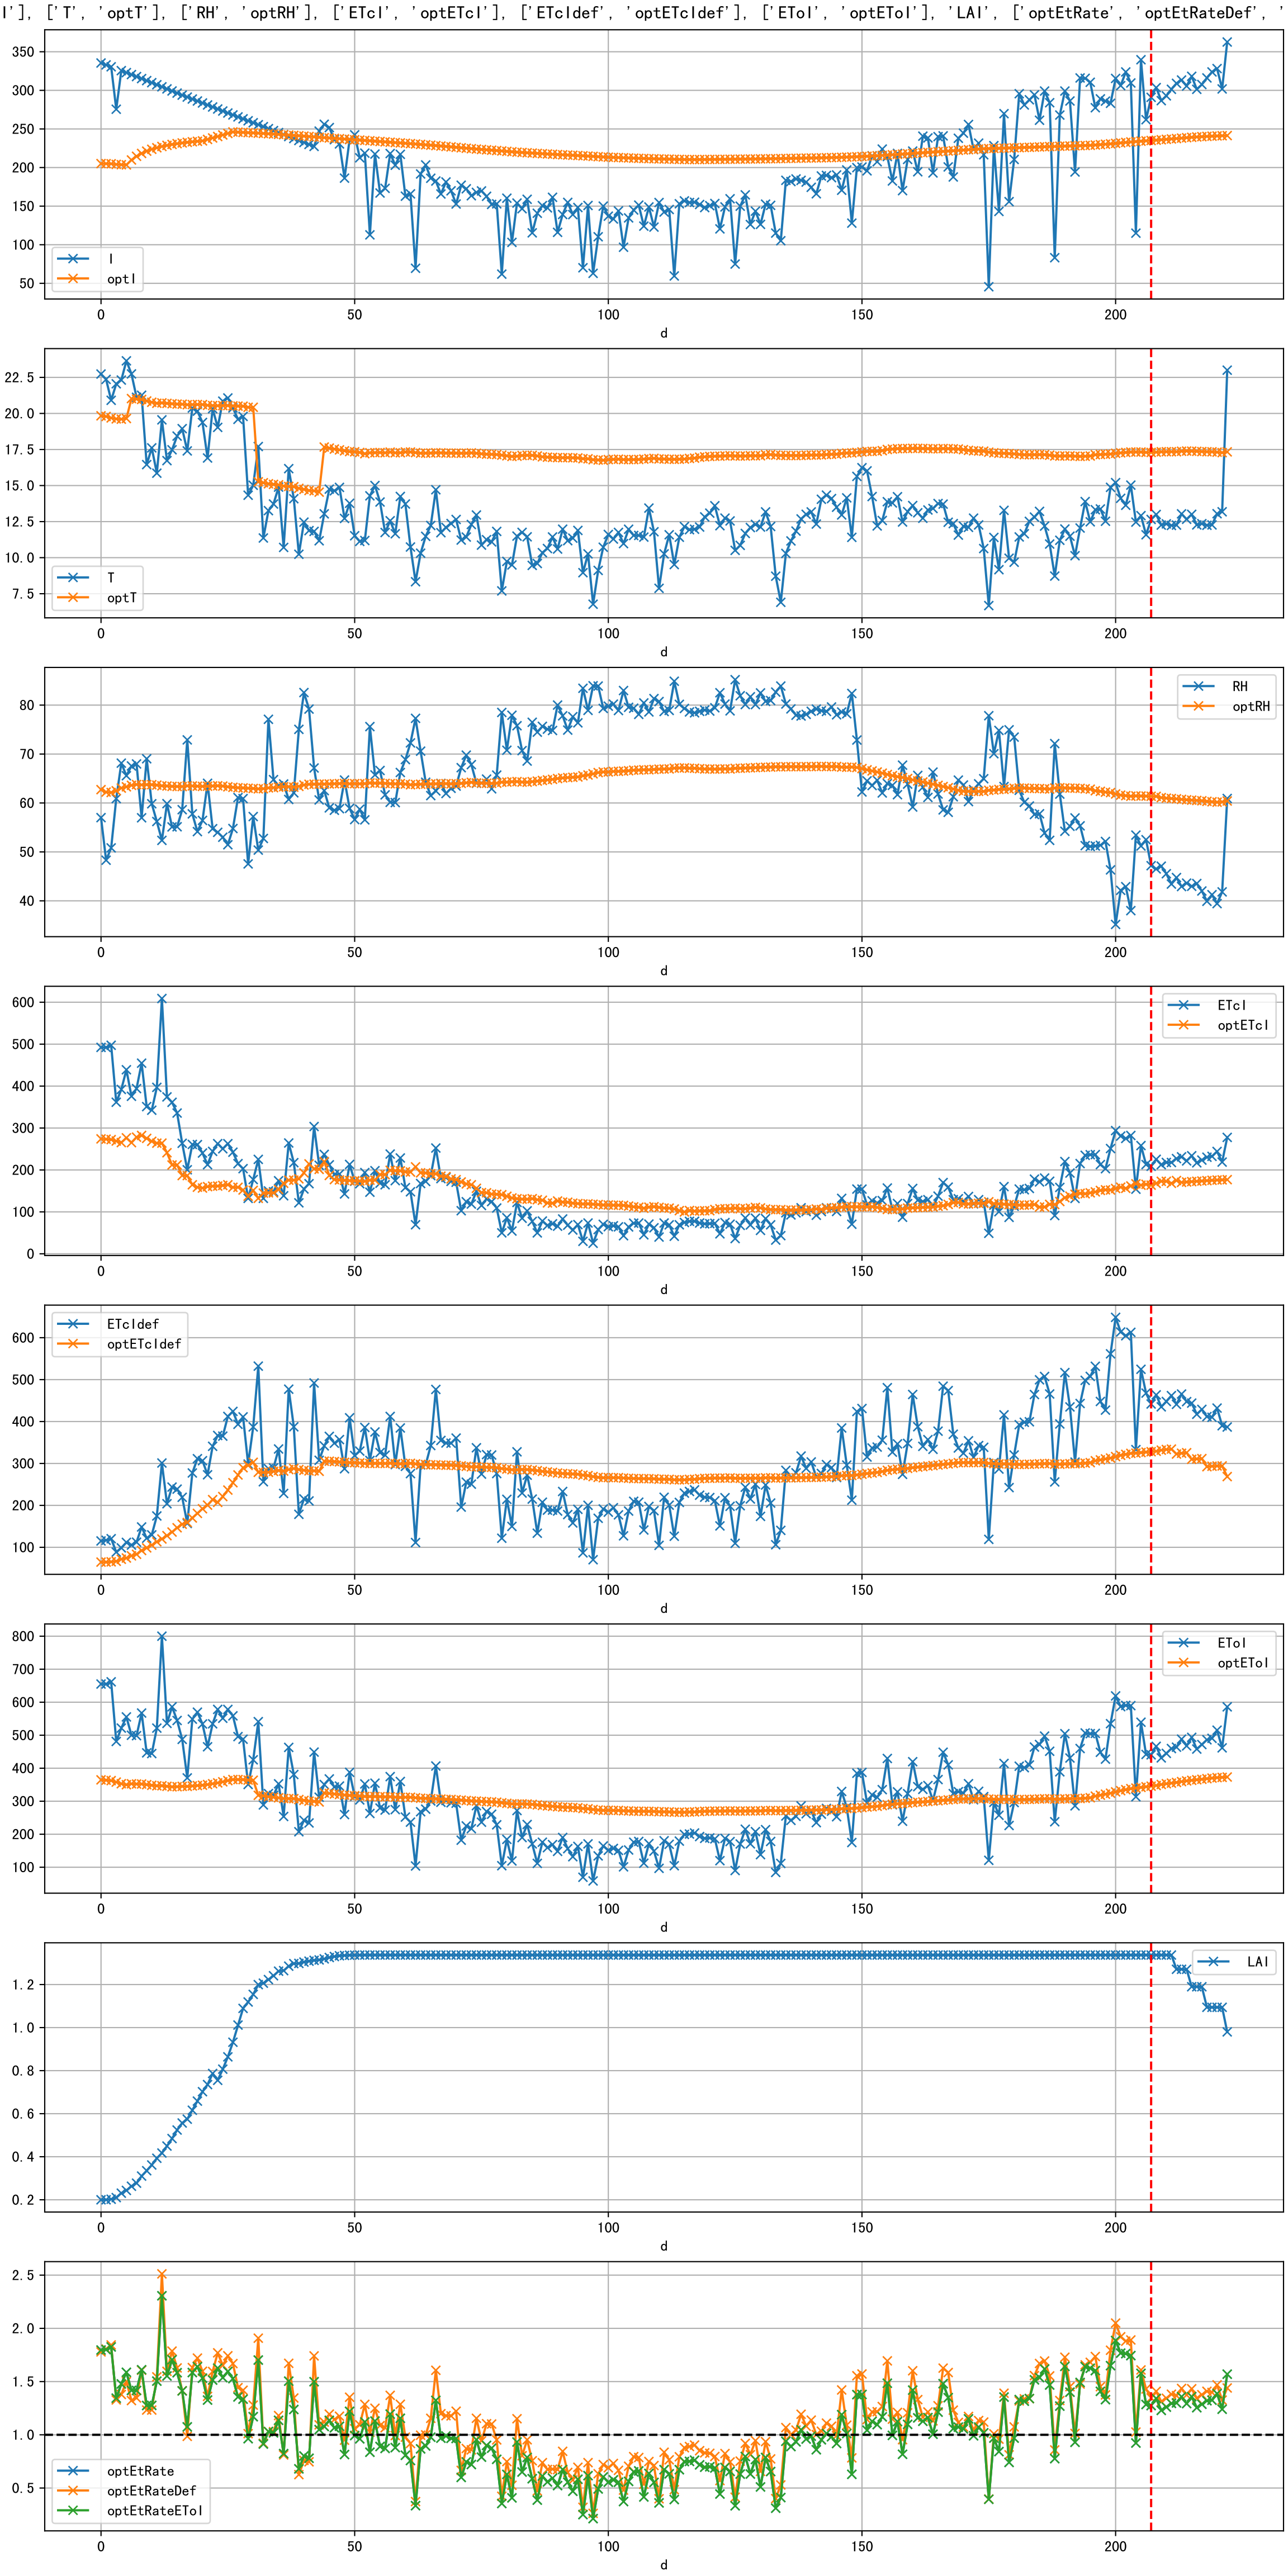 I'], ['T', 'optT'], ['RH', 'optRH'], ['ETcI', 'optETcI'], ['ETcIdef', 'optETcIdef'], ['EToI', 'optEToI'], 'LAI', ['optEtRate', 'optEtRateDef', '
350
300
250
200
150
100
50
I
optI
0 50 100 150 200
d
22.5
20.0
17.5
15.0
12.5
10.0
7.5
T
optT
0 50 100 150 200
d
80
70
60
50
40
RH
optRH
0 50 100 150 200
d
600
500
400
300
200
100
0
ETcI
optETcI
0 50 100 150 200
d
600
500
400
300
200
100
ETcIdef
optETcIdef
0 50 100 150 200
d
800
700
600
500
400
300
200
100
EToI
optEToI
0 50 100 150 200
d
1.2
1.0
0.8
0.6
0.4
0.2
LAI
0 50 100 150 200
d
2.5
2.0
1.5
1.0
0.5
optEtRate
optEtRateDef
optEtRateEToI
0 50 100 150 200
d